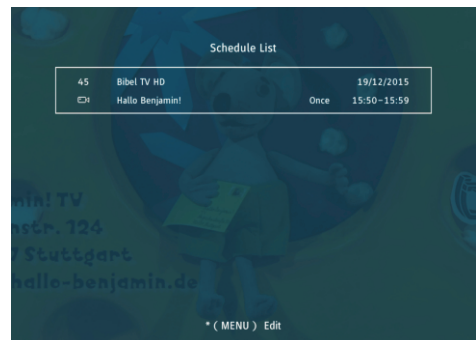 Schedule List
45 Bibel TV HD 19/12/2015
Hallo Benjamin! Once 15:50-15:59
min! TV
nstr. 124
7 Stuttgart
hallo-benjamin.de
* ( MENU ) Edit